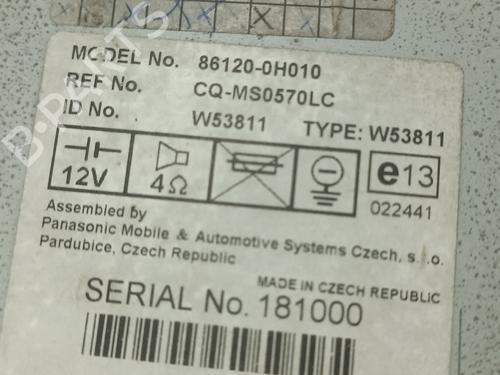 MODEL No. 86120-0H010
REF No. CQ-MS0570LC
ID No. W53811 TYPE: W53811
12V 4Ω e13
022441
Assembled by
Panasonic Mobile & Automotive Systems Czech, s.r.o.
Pardubice, Czech Republic
MADE IN CZECH REPUBLIC
SERIAL No. 181000
B-PARTS